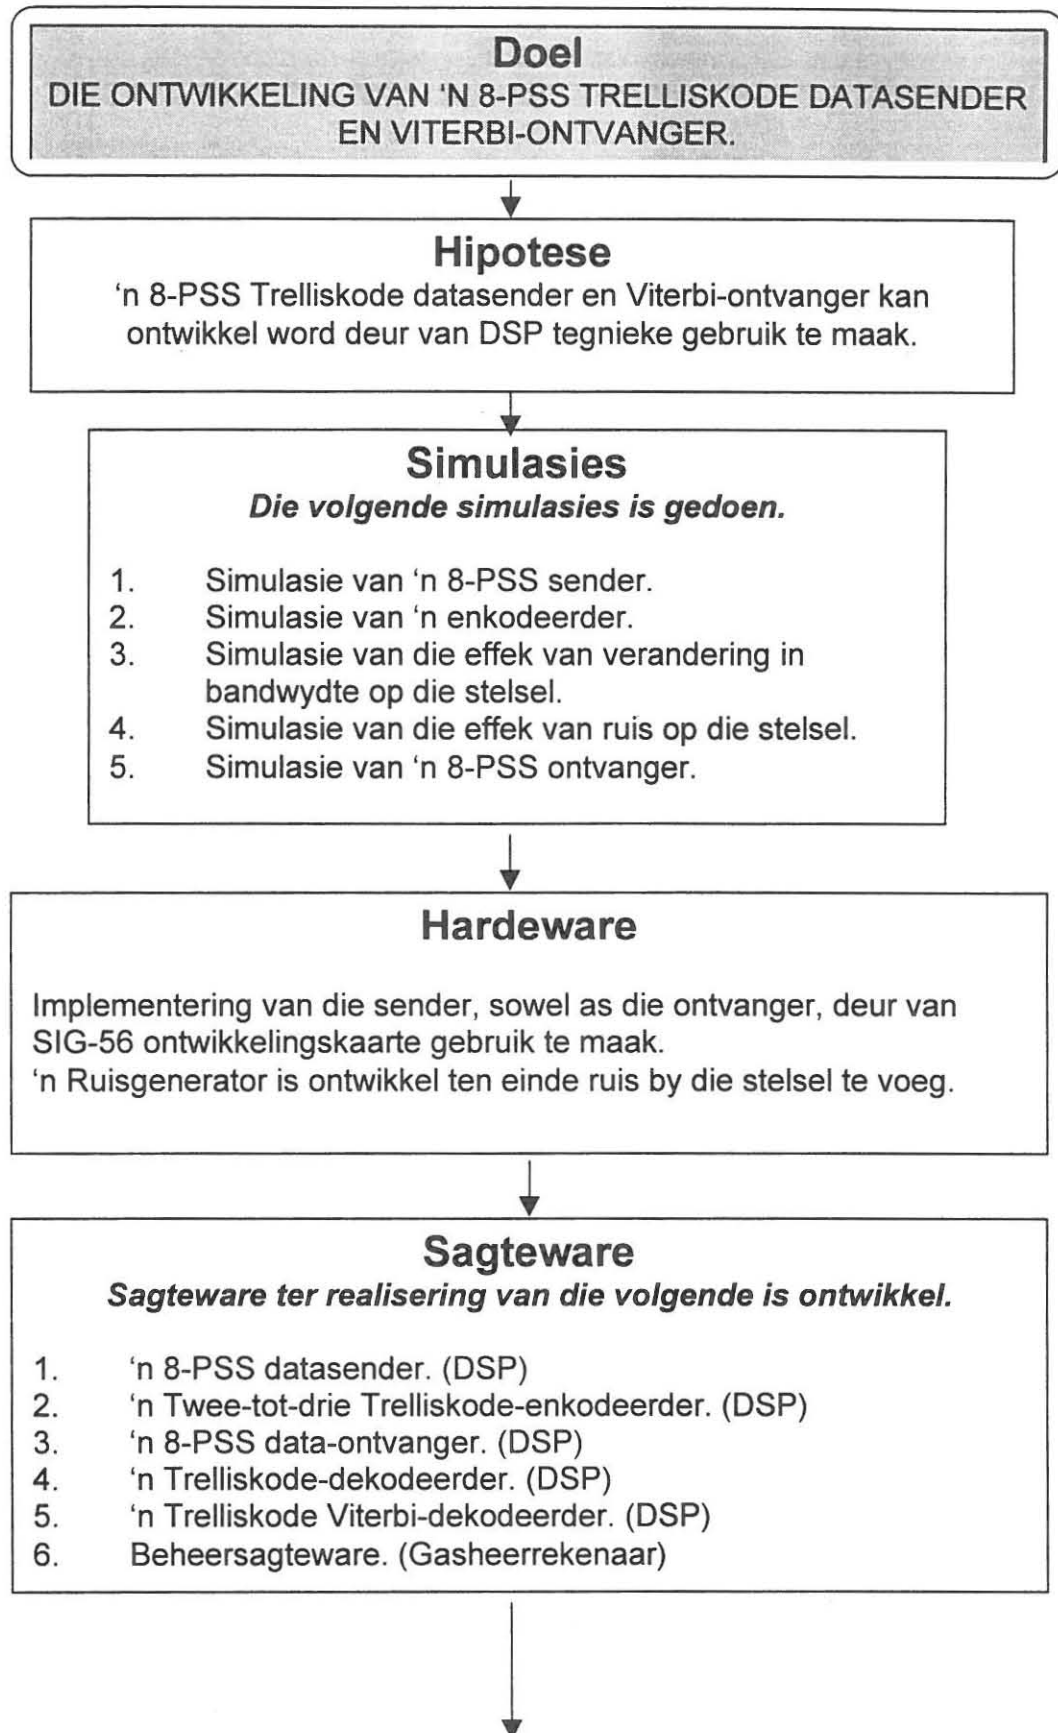 Doel
DIE ONTWIKKELING VAN ‘N 8-PSS TRELLISKODE DATASENDER
EN VITERBI-ONTVANGER.
Hipotese
‘n 8-PSS Trelliskode datasender en Viterbi-ontvanger kan
ontwikkel word deur van DSP tegnieke gebruik te maak.
Simulasies
Die volgende simulasies is gedoen.
1. Simulasie van ‘n 8-PSS sender.
2. Simulasie van ‘n enkodeerder.
3. Simulasie van die effek van verandering in
bandwydte op die stelsel.
4. Simulasie van die effek van ruis op die stelsel.
5. Simulasie van ‘n 8-PSS ontvanger.
Hardeware
Implementering van die sender, sowel as die ontvanger, deur van
SIG-56 ontwikkelingskaarte gebruik te maak.
‘n Ruisgenerator is ontwikkel ten einde ruis by die stelsel te voeg.
Sagteware
Sagteware ter realisering van die volgende is ontwikkel.
1. ‘n 8-PSS datasender. (DSP)
2. ‘n Twee-tot-drie Trelliskode-enkodeerder. (DSP)
3. ‘n 8-PSS data-ontvanger. (DSP)
4. ‘n Trelliskode-dekodeerder. (DSP)
5. ‘n Trelliskode Viterbi-dekodeerder. (DSP)
6. Beheersagteware. (Gasheerrekenaar)